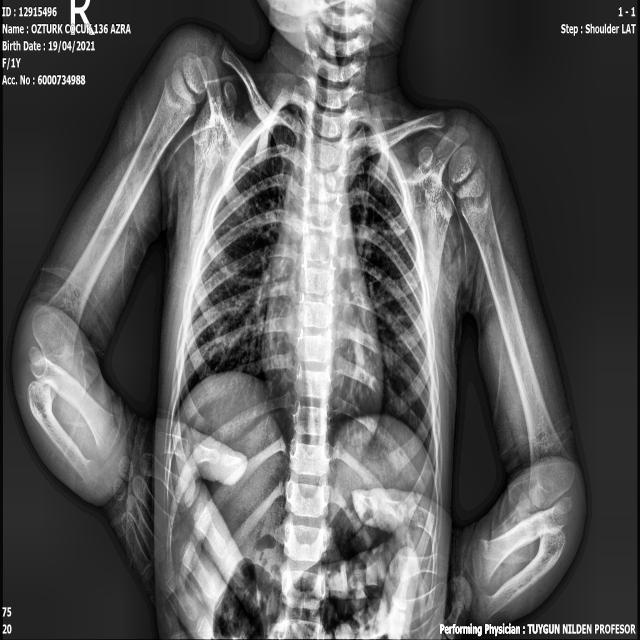 ID : 12915496
R
1 - 1
Name : OZTURK COCUK,136 AZRA
Step : Shoulder LAT
Birth Date : 19/04/2021
F/1Y
Acc. No : 6000734988
75
20
Performing Physician : TUYGUN NILDEN PROFESOR